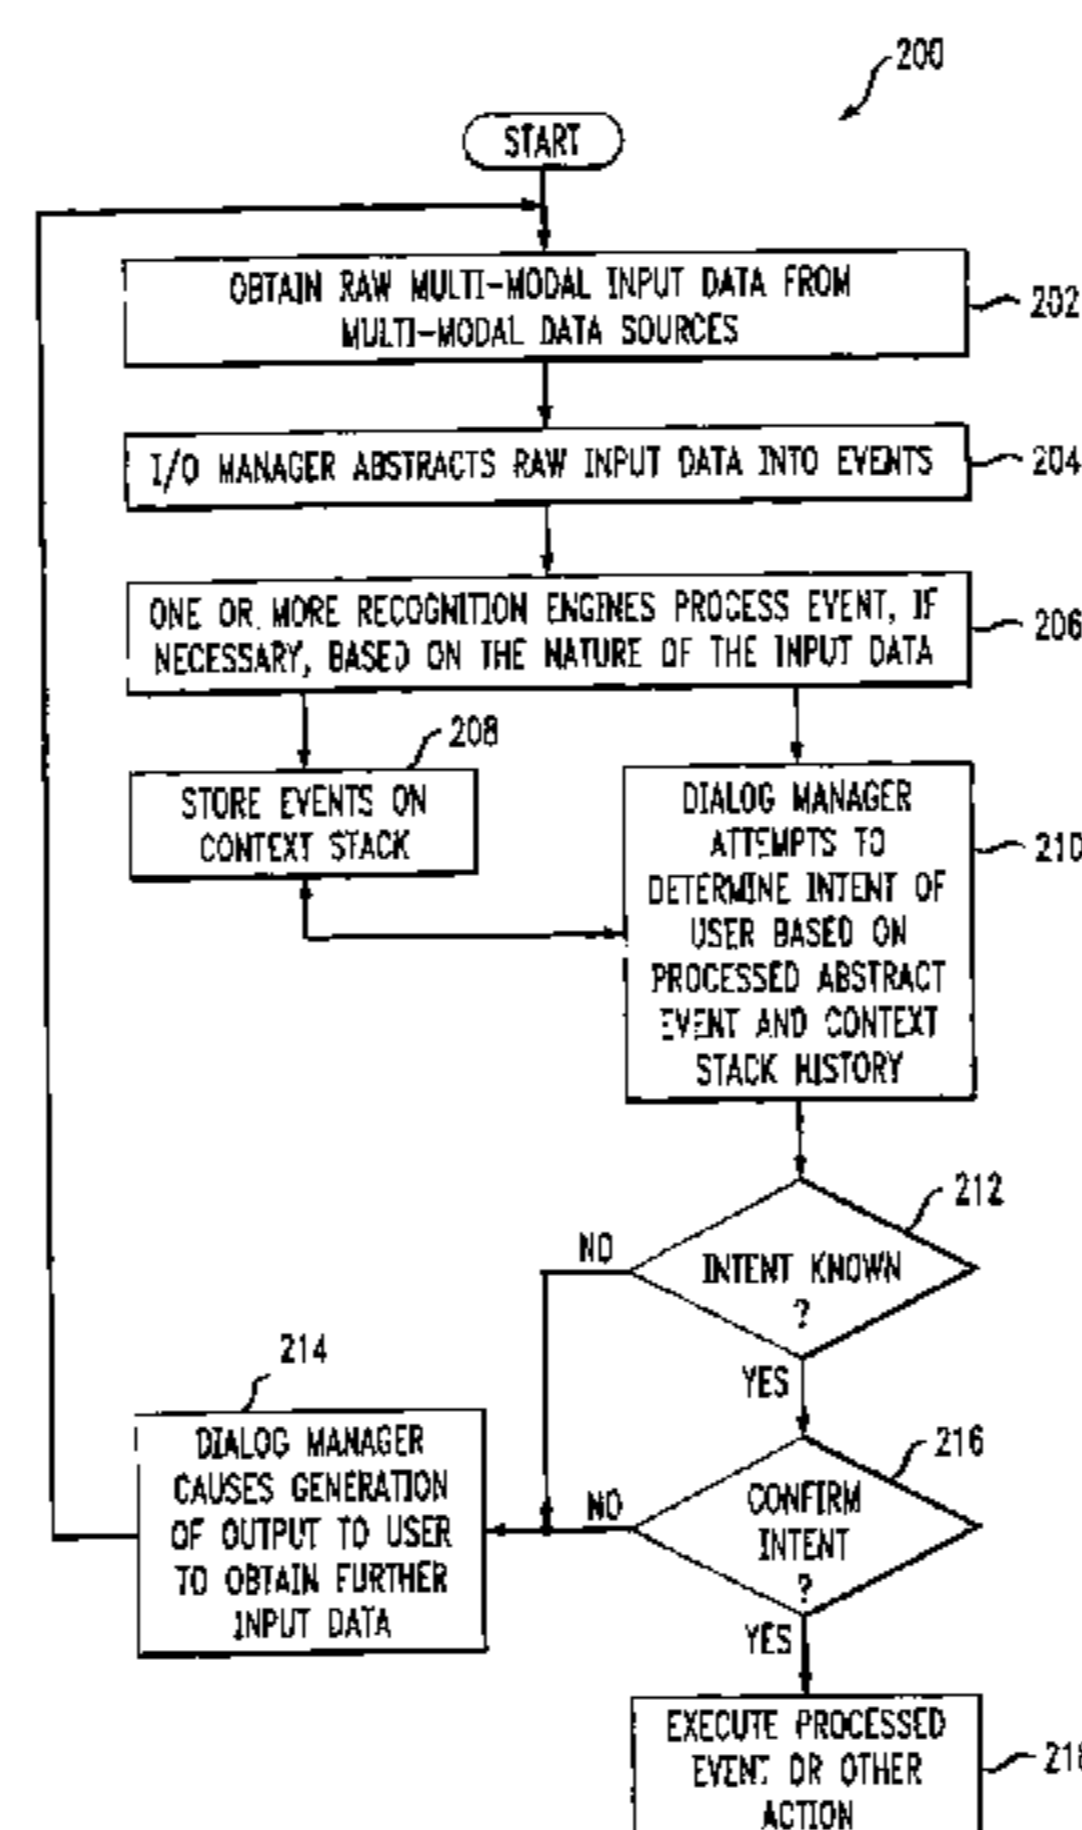 200
START
OBTAIN RAW MULTI-MODAL INPUT DATA FROM
MULTI-MODAL DATA SOURCES
202
I/O MANAGER ABSTRACTS RAW INPUT DATA INTO EVENTS
204
ONE OR MORE RECOGNITION ENGINES PROCESS EVENT, IF
NECESSARY, BASED ON THE NATURE OF THE INPUT DATA
206
208
STORE EVENTS ON
CONTEXT STACK
DIALOG MANAGER
ATTEMPTS TO
DETERMINE INTENT OF
USER BASED ON
PROCESSED ABSTRACT
EVENT AND CONTEXT
STACK HISTORY
210
212
NO
INTENT KNOWN
?
YES
214
DIALOG MANAGER
CAUSES GENERATION
OF OUTPUT TO USER
TO OBTAIN FURTHER
INPUT DATA
216
NO
CONFIRM
INTENT
?
YES
EXECUTE PROCESSED
EVENT OR OTHER
ACTION
218